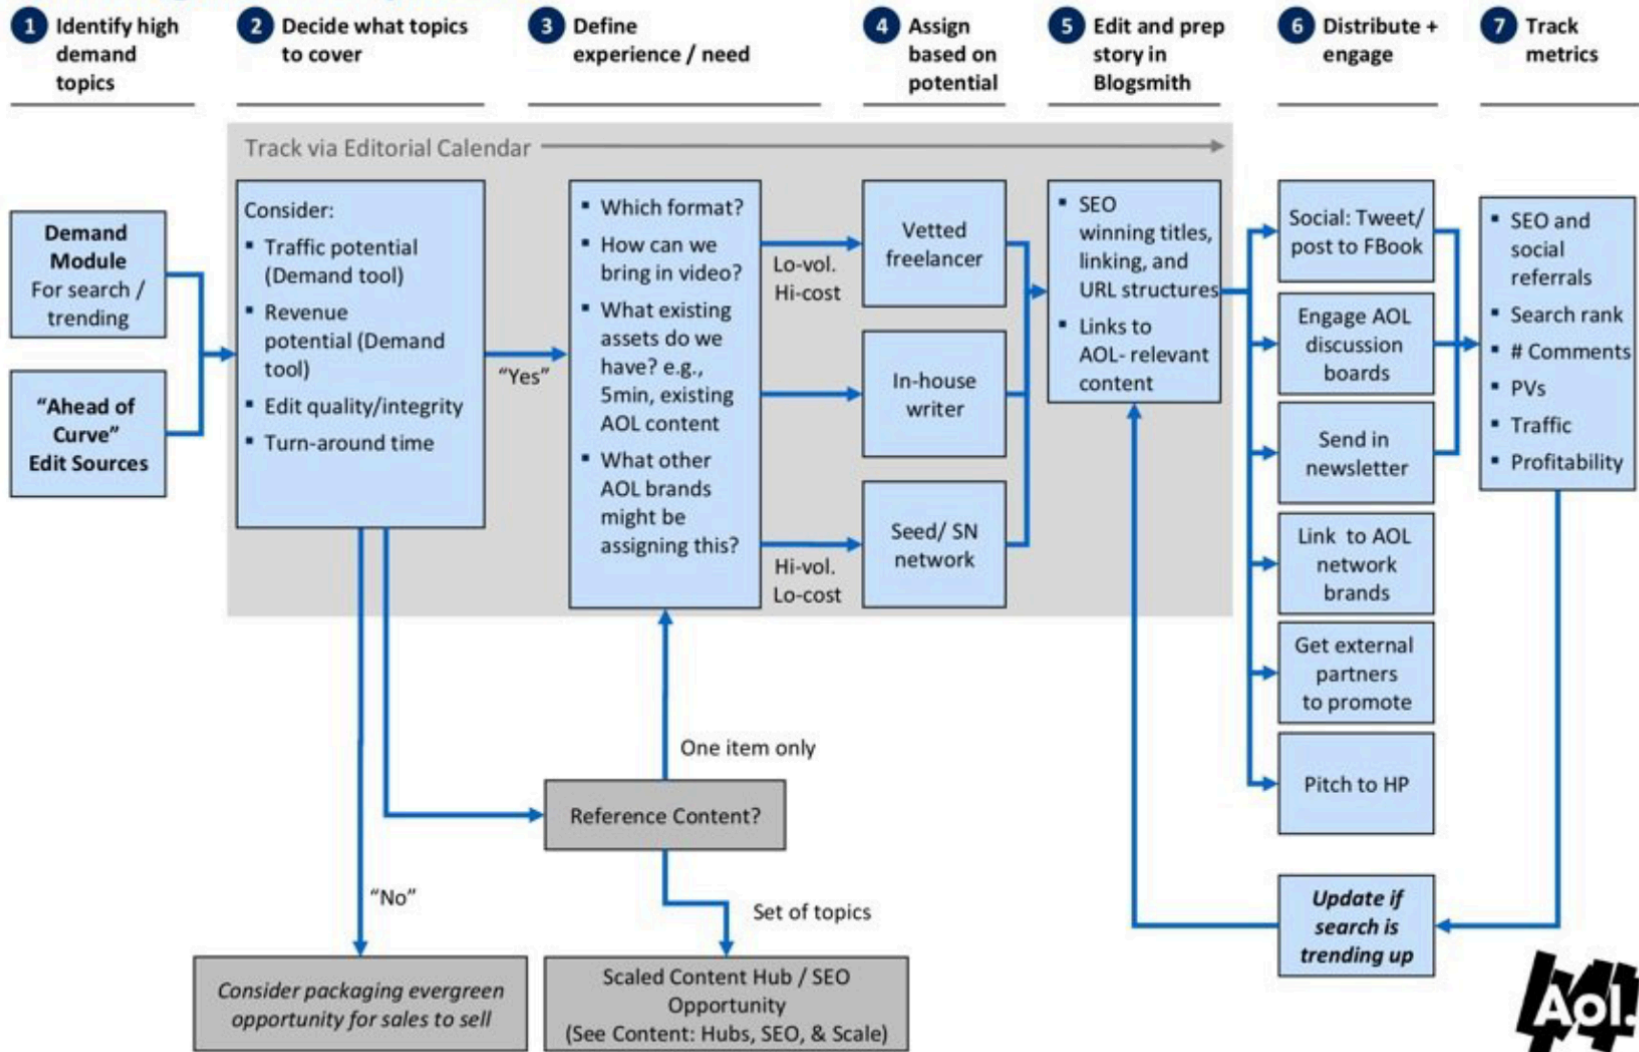 1 Identify high
demand
topics
2 Decide what topics
to cover
3 Define
experience / need
4 Assign
based on
potential
5 Edit and prep
story in
Blogsmith
6 Distribute +
engage
7 Track
metrics
Track via Editorial Calendar
Demand
Module
For search /
trending
“Ahead of
Curve”
Edit Sources
Consider:
▪ Traffic potential
(Demand tool)
▪ Revenue
potential (Demand
tool)
▪ Edit quality/integrity
▪ Turn-around time
“Yes”
▪ Which format?
▪ How can we
bring in video?
▪ What existing
assets do we
have? e.g.,
5min, existing
AOL content
▪ What other
AOL brands
might be
assigning this?
Lo-vol.
Hi-cost
Hi-vol.
Lo-cost
Vetted
freelancer
In-house
writer
Seed/ SN
network
▪ SEO
winning titles,
linking, and
URL structures
▪ Links to
AOL- relevant
content
Social: Tweet/
post to FBook
Engage AOL
discussion
boards
Send in
newsletter
Link to AOL
network
brands
Get external
partners
to promote
Pitch to HP
▪ SEO and
social
referrals
▪ Search rank
▪ # Comments
▪ PVs
▪ Traffic
▪ Profitability
One item only
Reference Content?
“No”
Set of topics
Update if
search is
trending up
Consider packaging evergreen
opportunity for sales to sell
Scaled Content Hub / SEO
Opportunity
(See Content: Hubs, SEO, & Scale)
Aol.